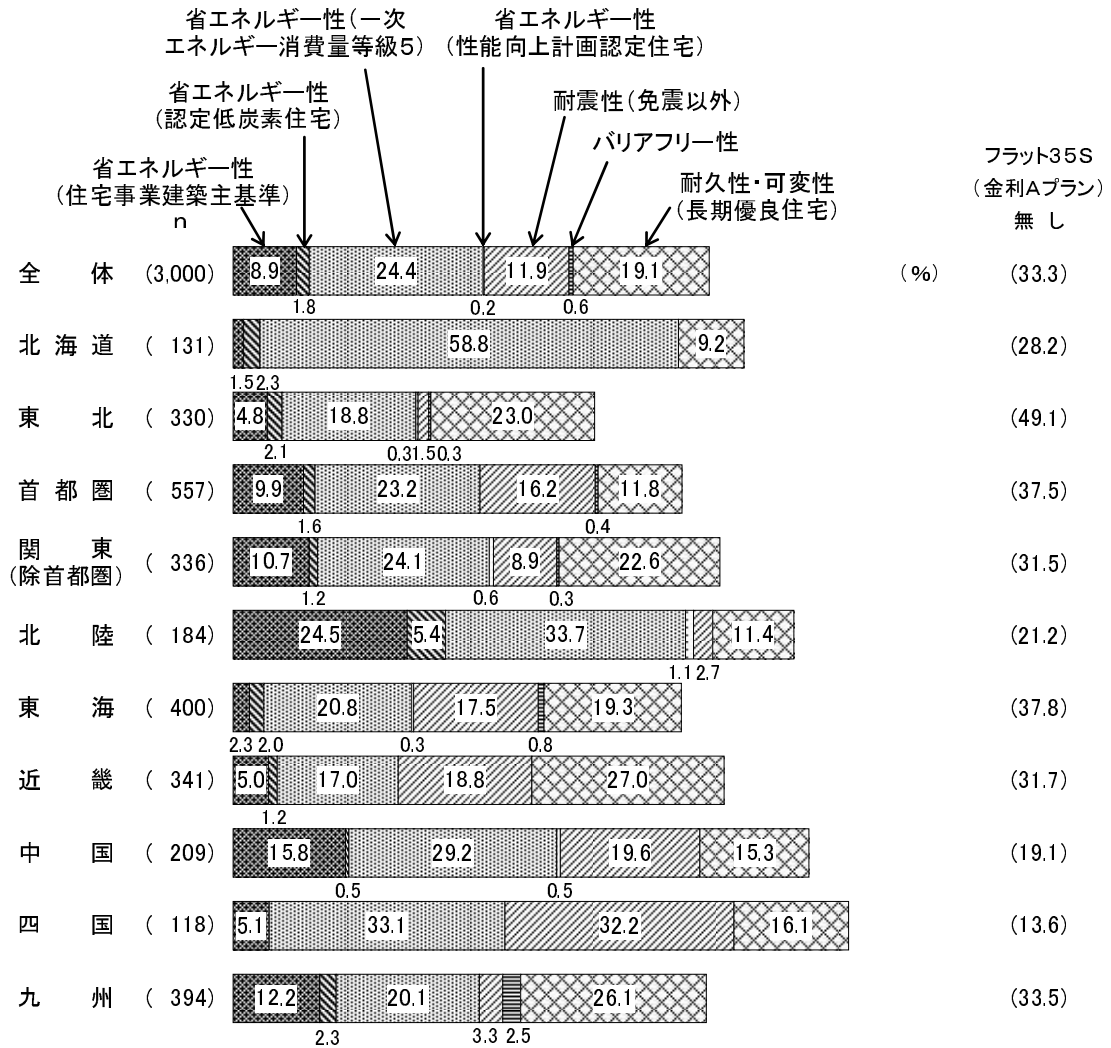 省エネルギー性(一次
エネルギー消費量等級5)
省エネルギー性
(性能向上計画認定住宅)
省エネルギー性
(認定低炭素住宅)
耐震性(免震以外)
バリアフリー性
省エネルギー性
(住宅事業建築主基準)
耐久性・可変性
(長期優良住宅)
フラット35S
(金利Aプラン)
無し
n
全体 (3,000) 8.9 24.4 11.9 19.1 (%) (33.3)
1.8 0.2 0.6
北海道 ( 131) 58.8 9.2 (28.2)
1.5 2.3
東北 ( 330) 4.8 18.8 23.0 (49.1)
2.1 0.3 1.5 0.3
首都圏 ( 557) 9.9 23.2 16.2 11.8 (37.5)
1.6 0.4
関東
(除首都圏) ( 336) 10.7 24.1 8.9 22.6 (31.5)
1.2 0.6 0.3
北陸 ( 184) 24.5 5.4 33.7 11.4 (21.2)
1.1 2.7
東海 ( 400) 20.8 17.5 19.3 (37.8)
2.3 2.0 0.3 0.8
近畿 ( 341) 5.0 17.0 18.8 27.0 (31.7)
1.2
中国 ( 209) 15.8 29.2 19.6 15.3 (19.1)
0.5 0.5
四国 ( 118) 5.1 33.1 32.2 16.1 (13.6)
九州 ( 394) 12.2 20.1 26.1 (33.5)
2.3 3.3 2.5